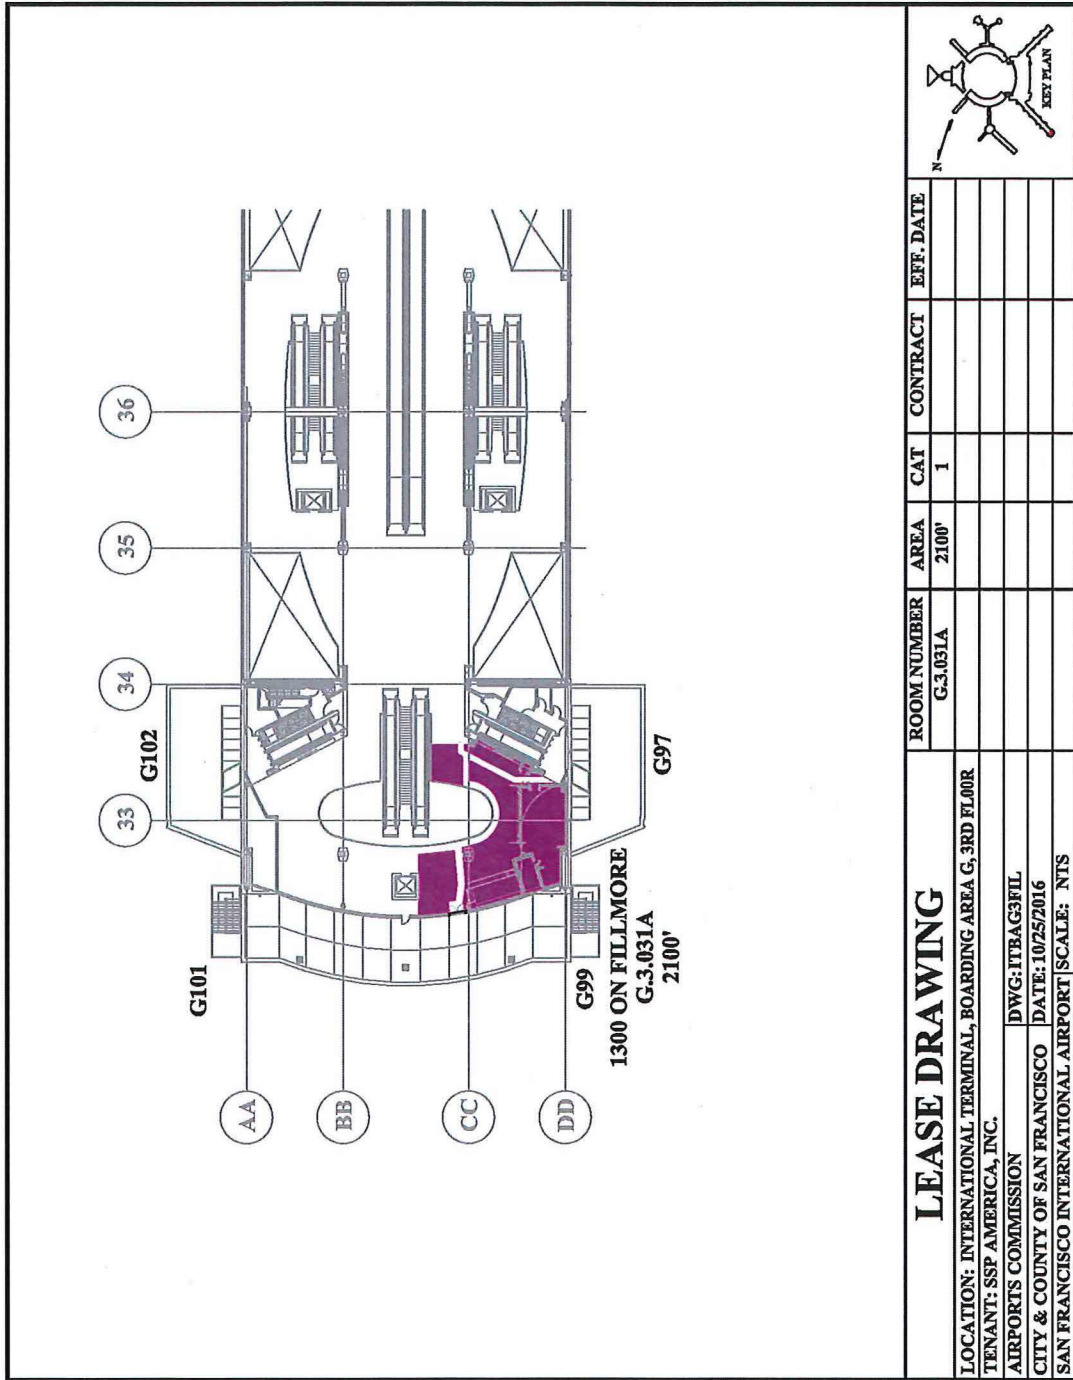 36
35
34
33
G102
G101
G97
G99
1300 ON FILLMORE
G.3.031A
2100'
AA
BB
CC
DD
LEASE DRAWING
LOCATION: INTERNATIONAL TERMINAL, BOARDING AREA G, 3RD FL00R
TENANT: SSP AMERICA, INC.
AIRPORTS COMMISSION DWG: ITBAG3FIL
CITY & COUNTY OF SAN FRANCISCO DATE: 10/25/2016
SAN FRANCISCO INTERNATIONAL AIRPORT SCALE: NTS
ROOM NUMBER AREA CAT CONTRACT EFF. DATE
G.3.031A 2100' 1
N
KEY PLAN